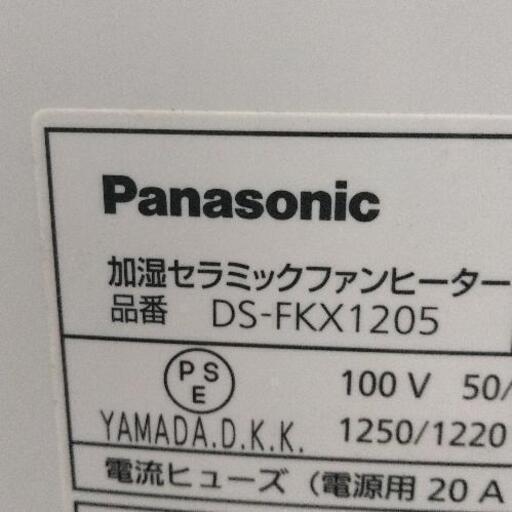 Panasonic
加湿セラミックファンヒーター
品番 DS-FKX1205
PSE 100 V 50/
YAMADA.D.K.K. 1250/1220
電流ヒューズ（電源用 20 A